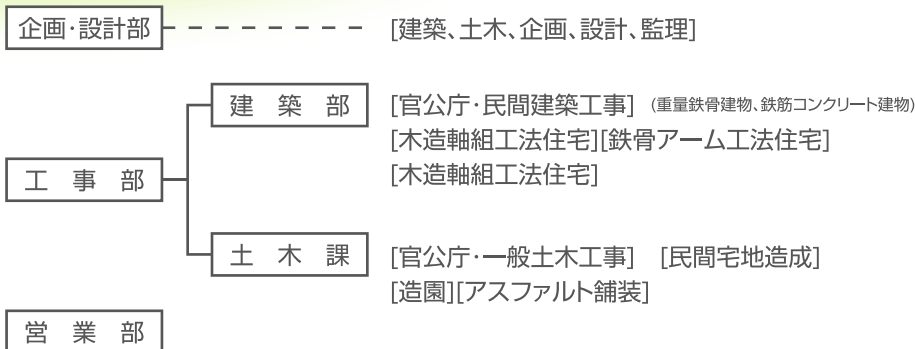 企画・設計部 [建築、土木、企画、設計、監理]
建築部 [官公庁・民間建築工事] (重量鉄骨建物、鉄筋コンクリート建物)
[木造軸組工法住宅][鉄骨アーム工法住宅]
工事部 [木造軸組工法住宅]
土木課 [官公庁・一般土木工事] [民間宅地造成]
[造園][アスファルト舗装]
営業部